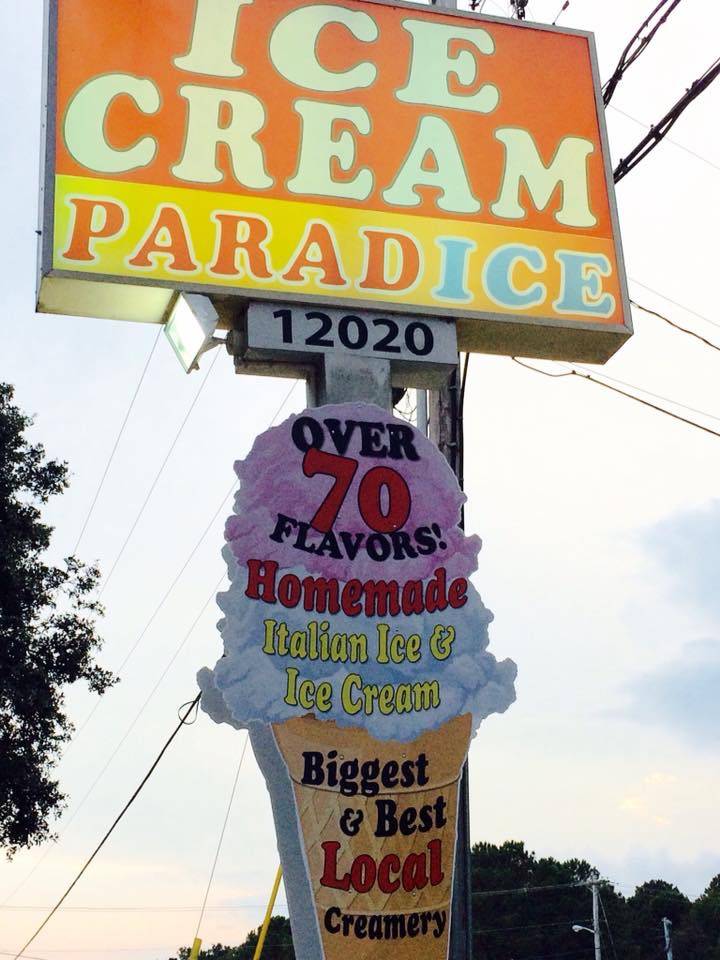 ICE
CREAM
PARADICE
12020
OVER
70
FLAVORS!
Homemade
Italian Ice &
Ice Cream
Biggest
& Best
Local
Creamery